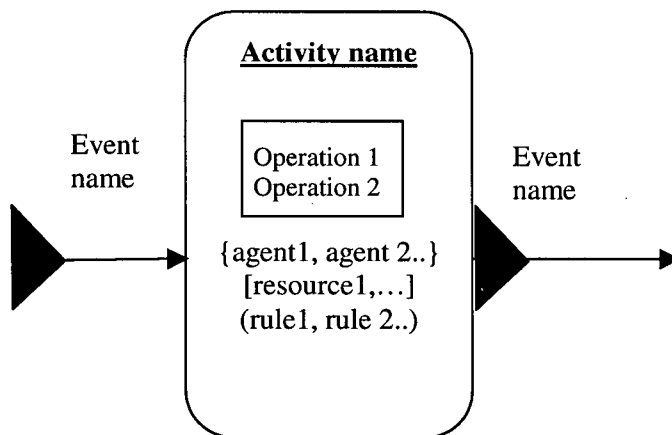 Activity name
Event
name
Operation 1
Operation 2
Event
name
{agent1, agent 2..}
[resource1,...]
(rule1, rule 2..)